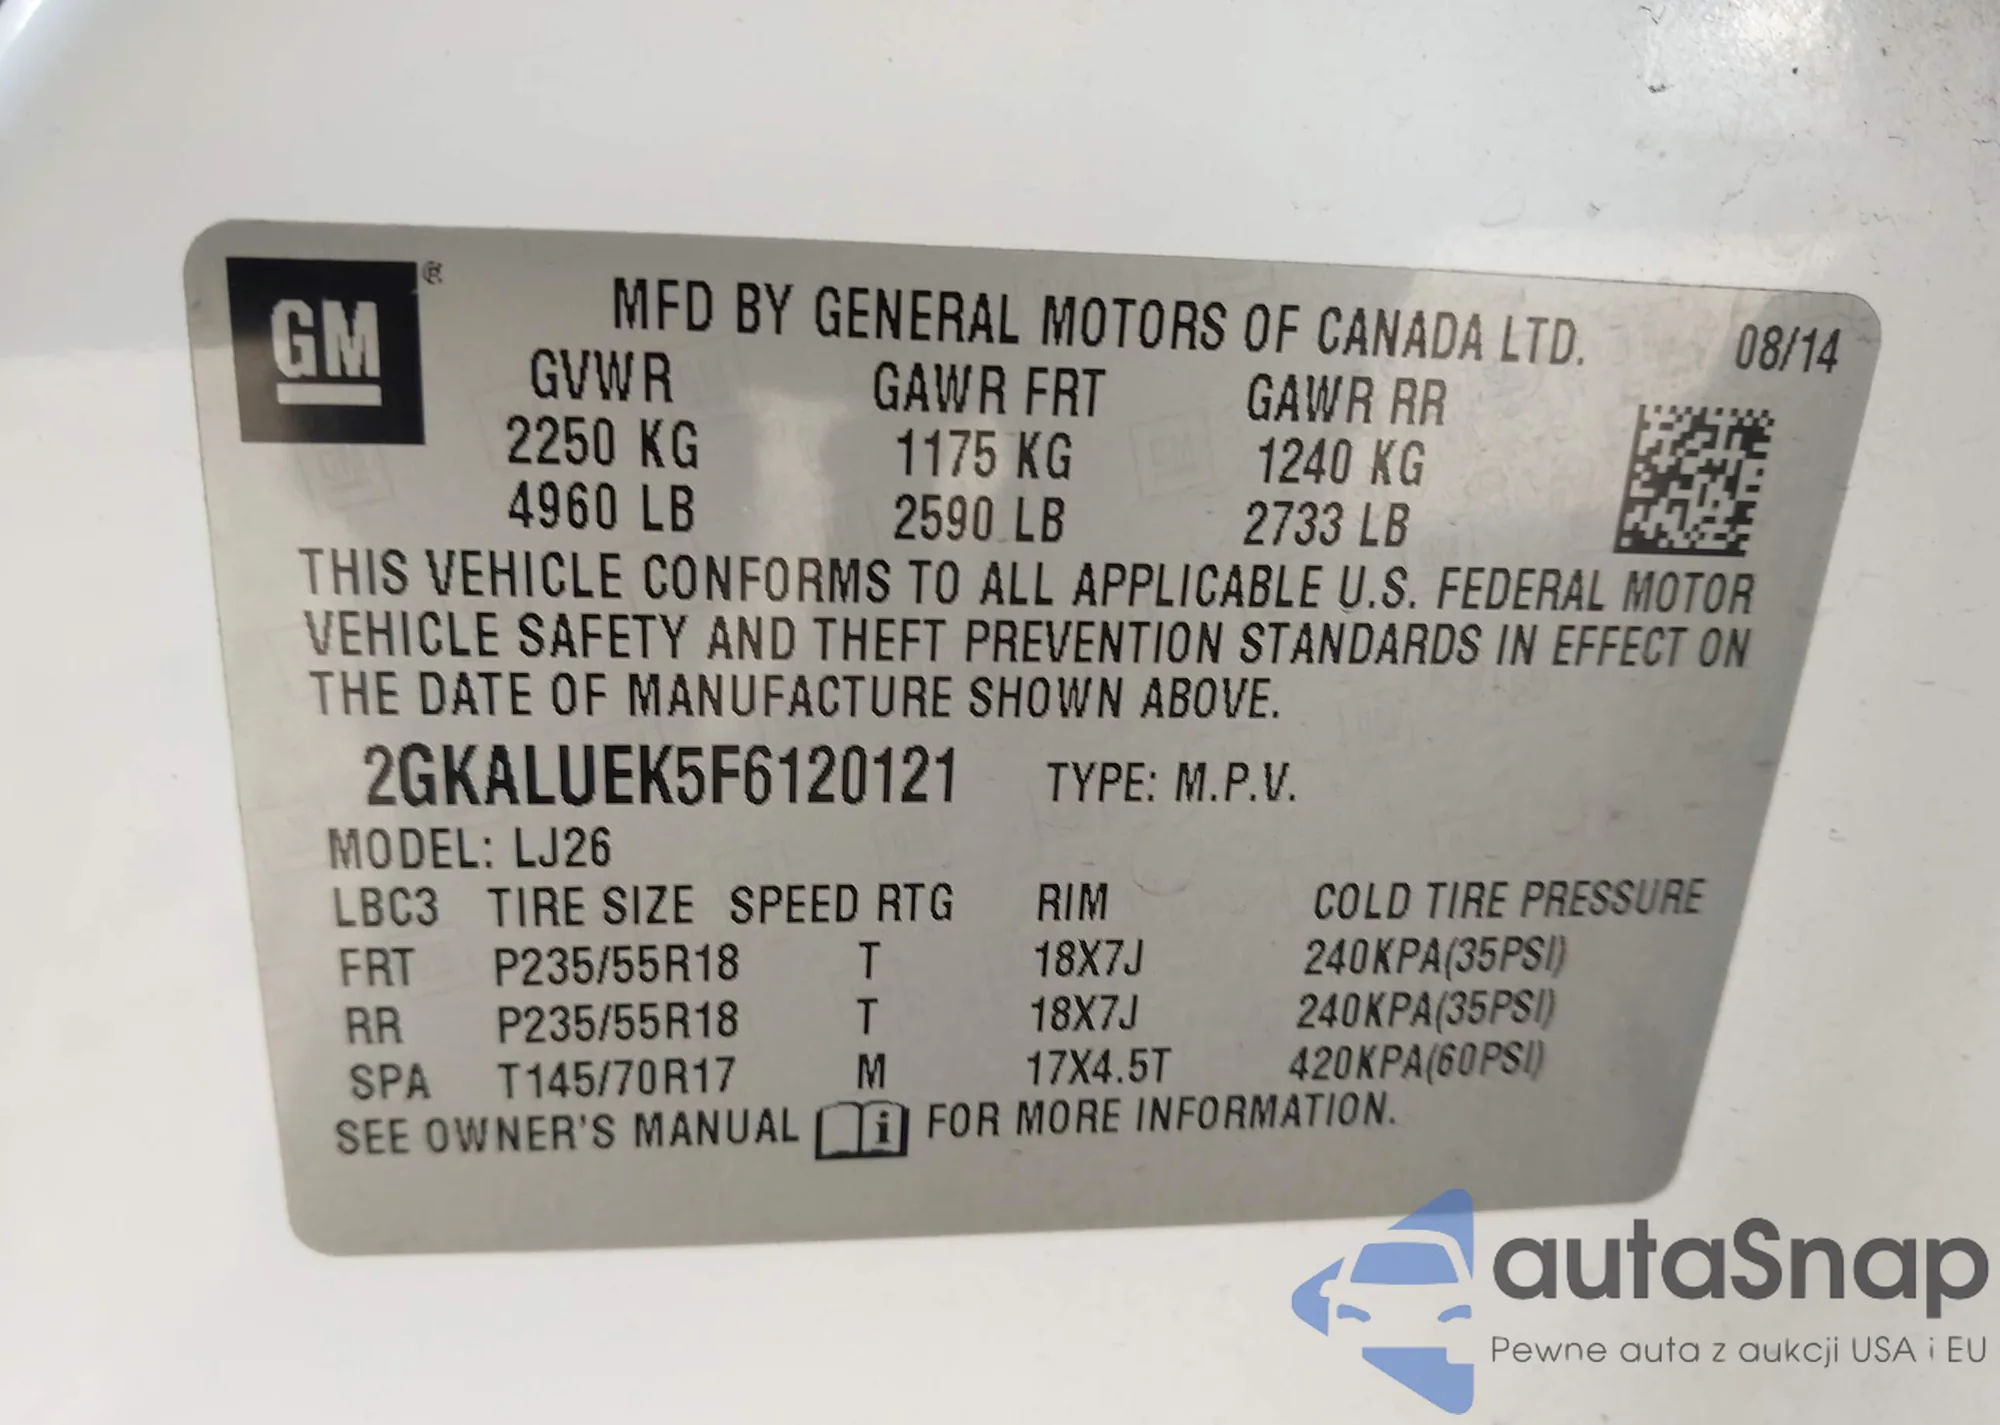 GM ®
MFD BY GENERAL MOTORS OF CANADA LTD. 08/14
GVWR GAWR FRT GAWR RR
2250 KG 1175 KG 1240 KG
4960 LB 2590 LB 2733 LB
THIS VEHICLE CONFORMS TO ALL APPLICABLE U.S. FEDERAL MOTOR
VEHICLE SAFETY AND THEFT PREVENTION STANDARDS IN EFFECT ON
THE DATE OF MANUFACTURE SHOWN ABOVE.
2GKALUEK5F6120121 TYPE: M.P.V.
MODEL: LJ26
LBC3 TIRE SIZE SPEED RTG RIM COLD TIRE PRESSURE
FRT P235/55R18 T 18X7J 240KPA(35PSI)
RR P235/55R18 T 18X7J 240KPA(35PSI)
SPA T145/70R17 M 17X4.5T 420KPA(60PSI)
SEE OWNER'S MANUAL i FOR MORE INFORMATION.
autaSnap
Pewne auta z aukcji USA i EU